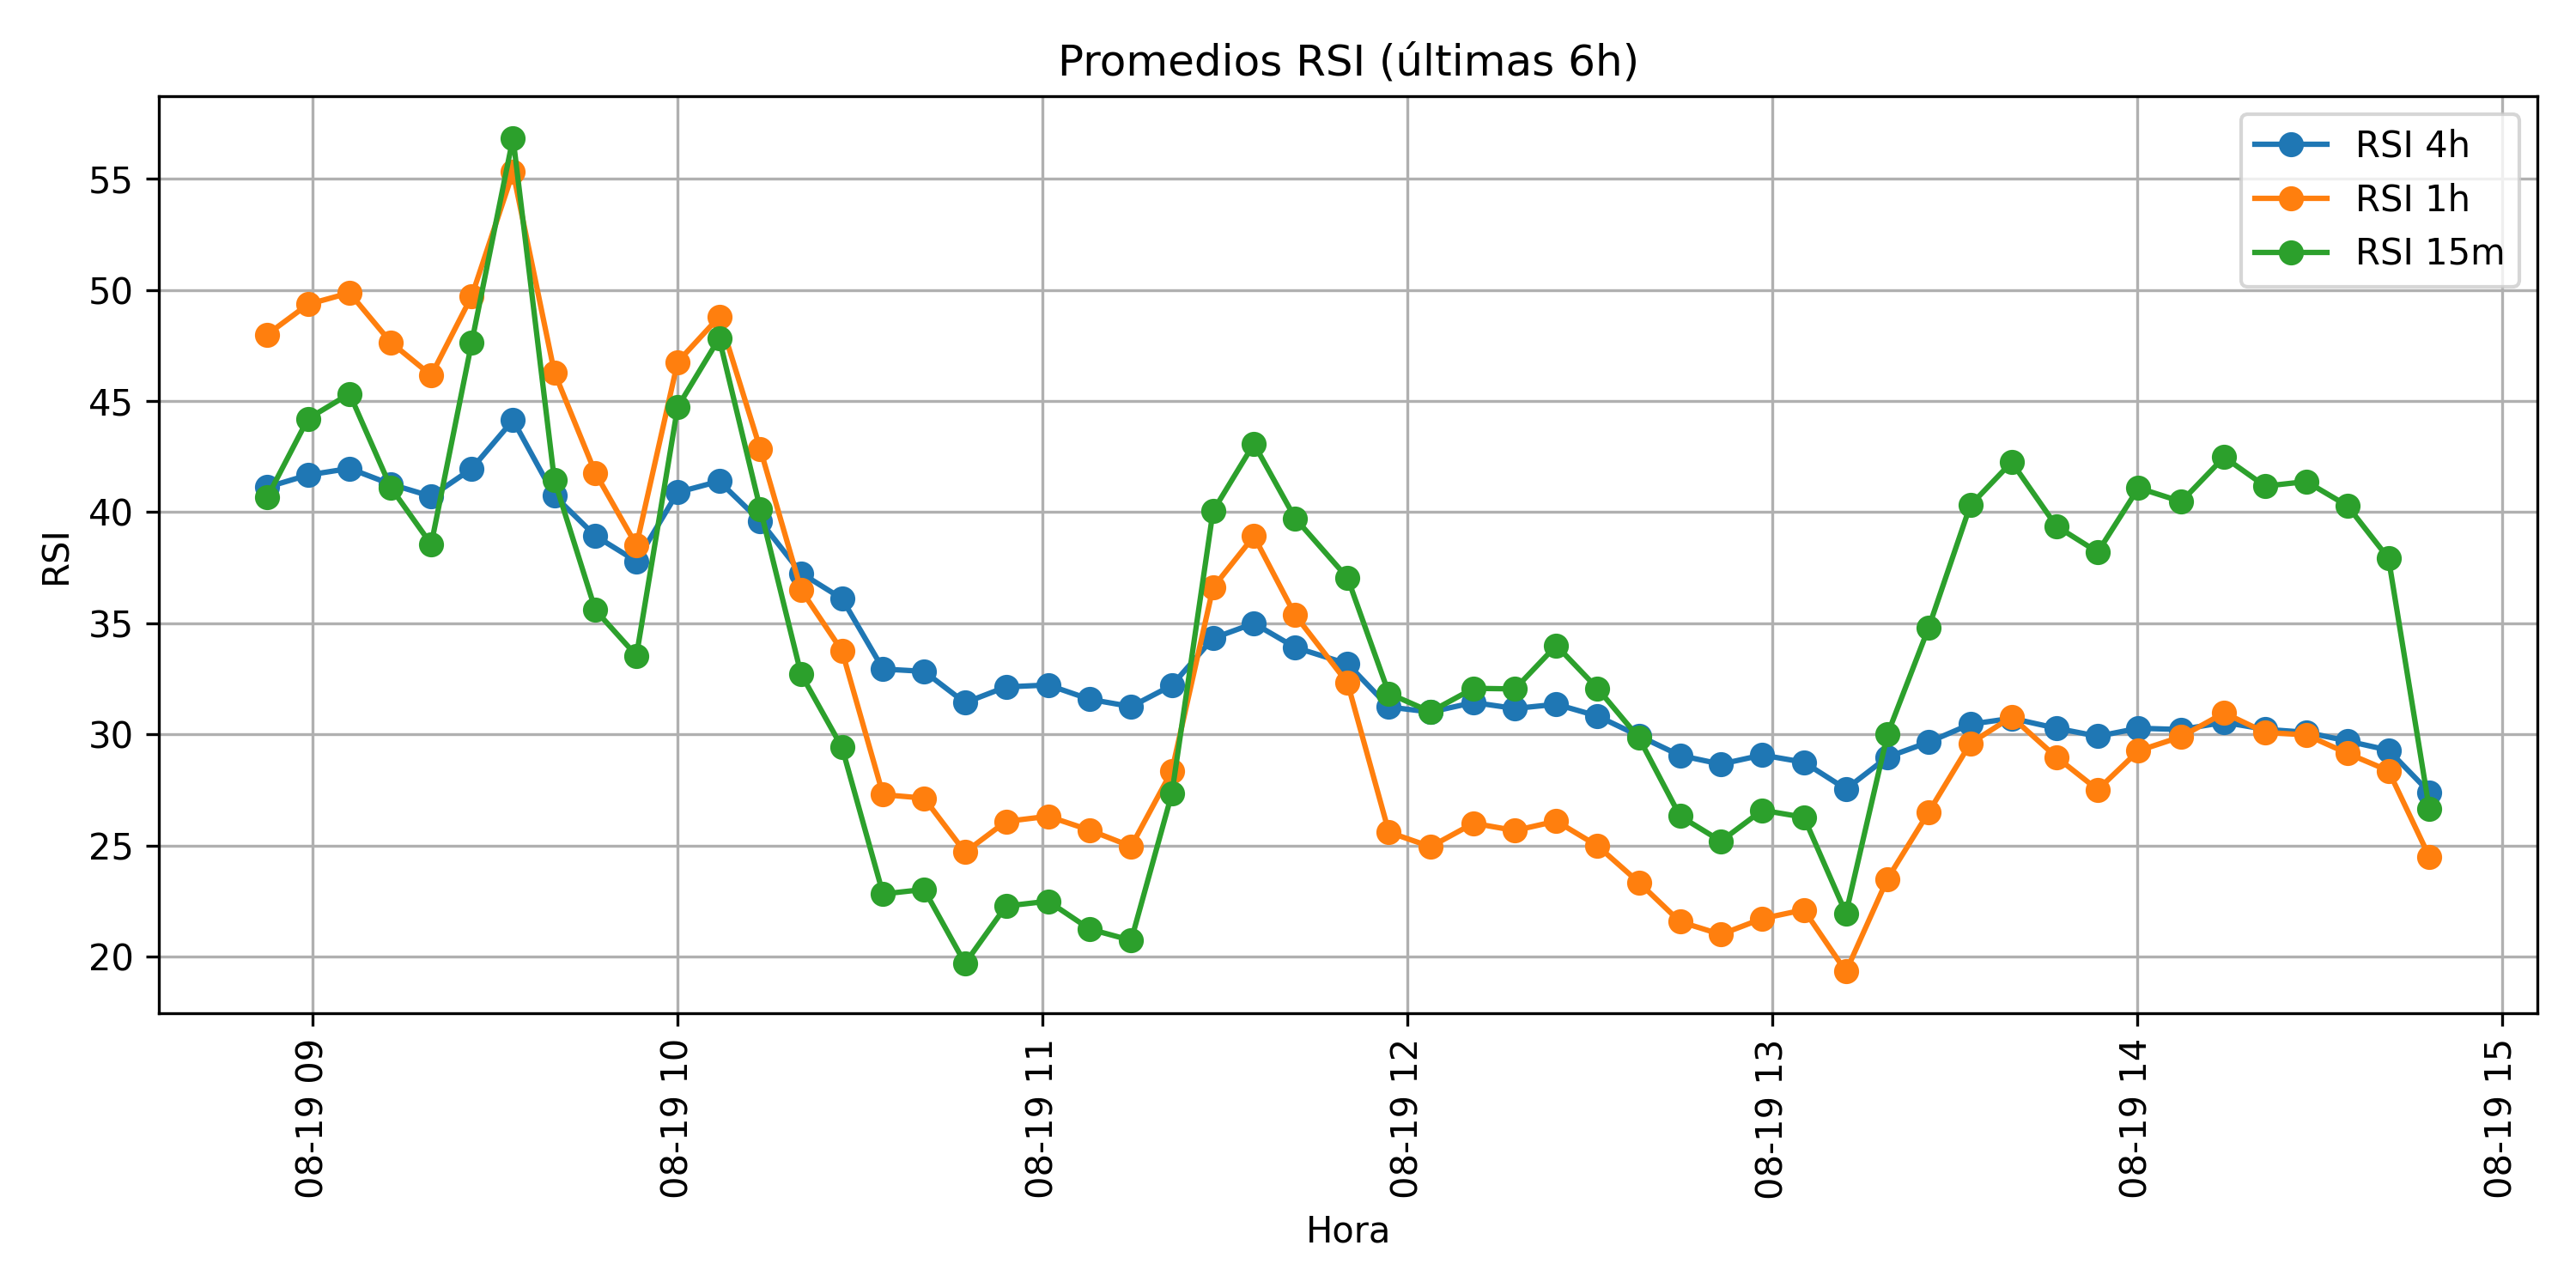 Promedios RSI (últimas 6h)
RSI 4h
RSI 1h
RSI 15m
55
50
45
40
35
30
25
20
RSI
08-19 09
08-19 10
08-19 11
08-19 12
08-19 13
08-19 14
08-19 15
Hora